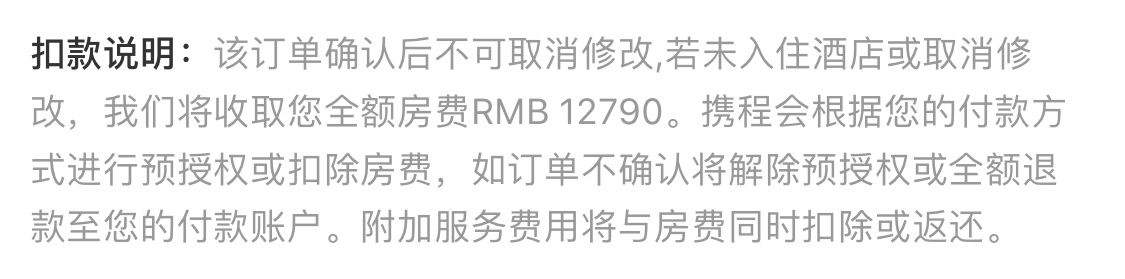 扣款说明：该订单确认后不可取消修改,若未入住酒店或取消修
改，我们将收取您全额房费RMB 12790。携程会根据您的付款方
式进行预授权或扣除房费，如订单不确认将解除预授权或全额退
款至您的付款账户。附加服务费用将与房费同时扣除或返还。